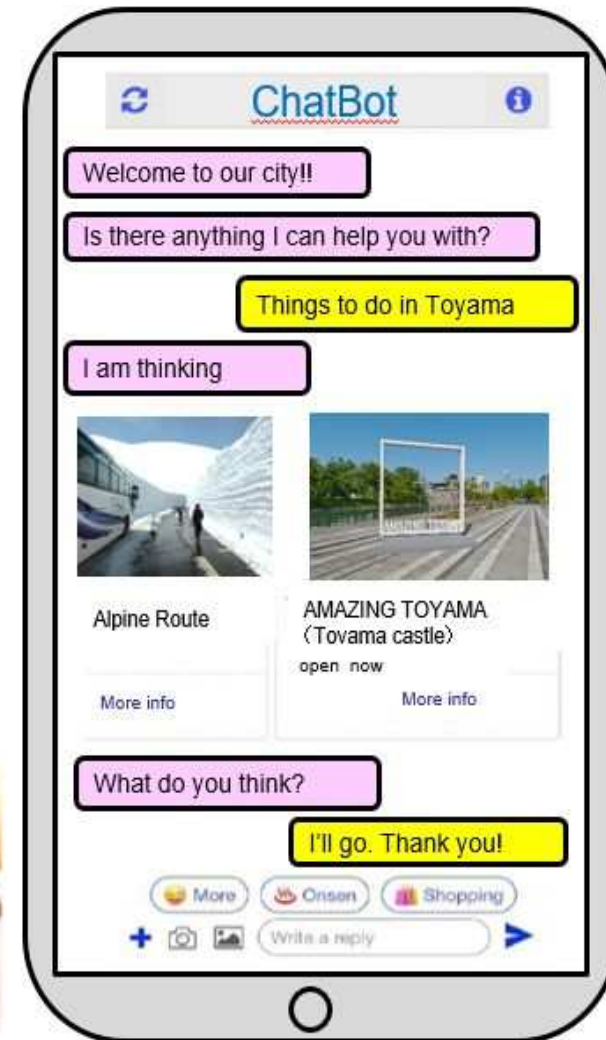 ChatBot
Welcome to our city!!
Is there anything I can help you with?
Things to do in Toyama
I am thinking
Alpine Route
AMAZING TOYAMA
（Toyama castle）
open now
More info
More info
What do you think?
I'll go. Thank you!
More
Onsen
Shopping
Write a reply